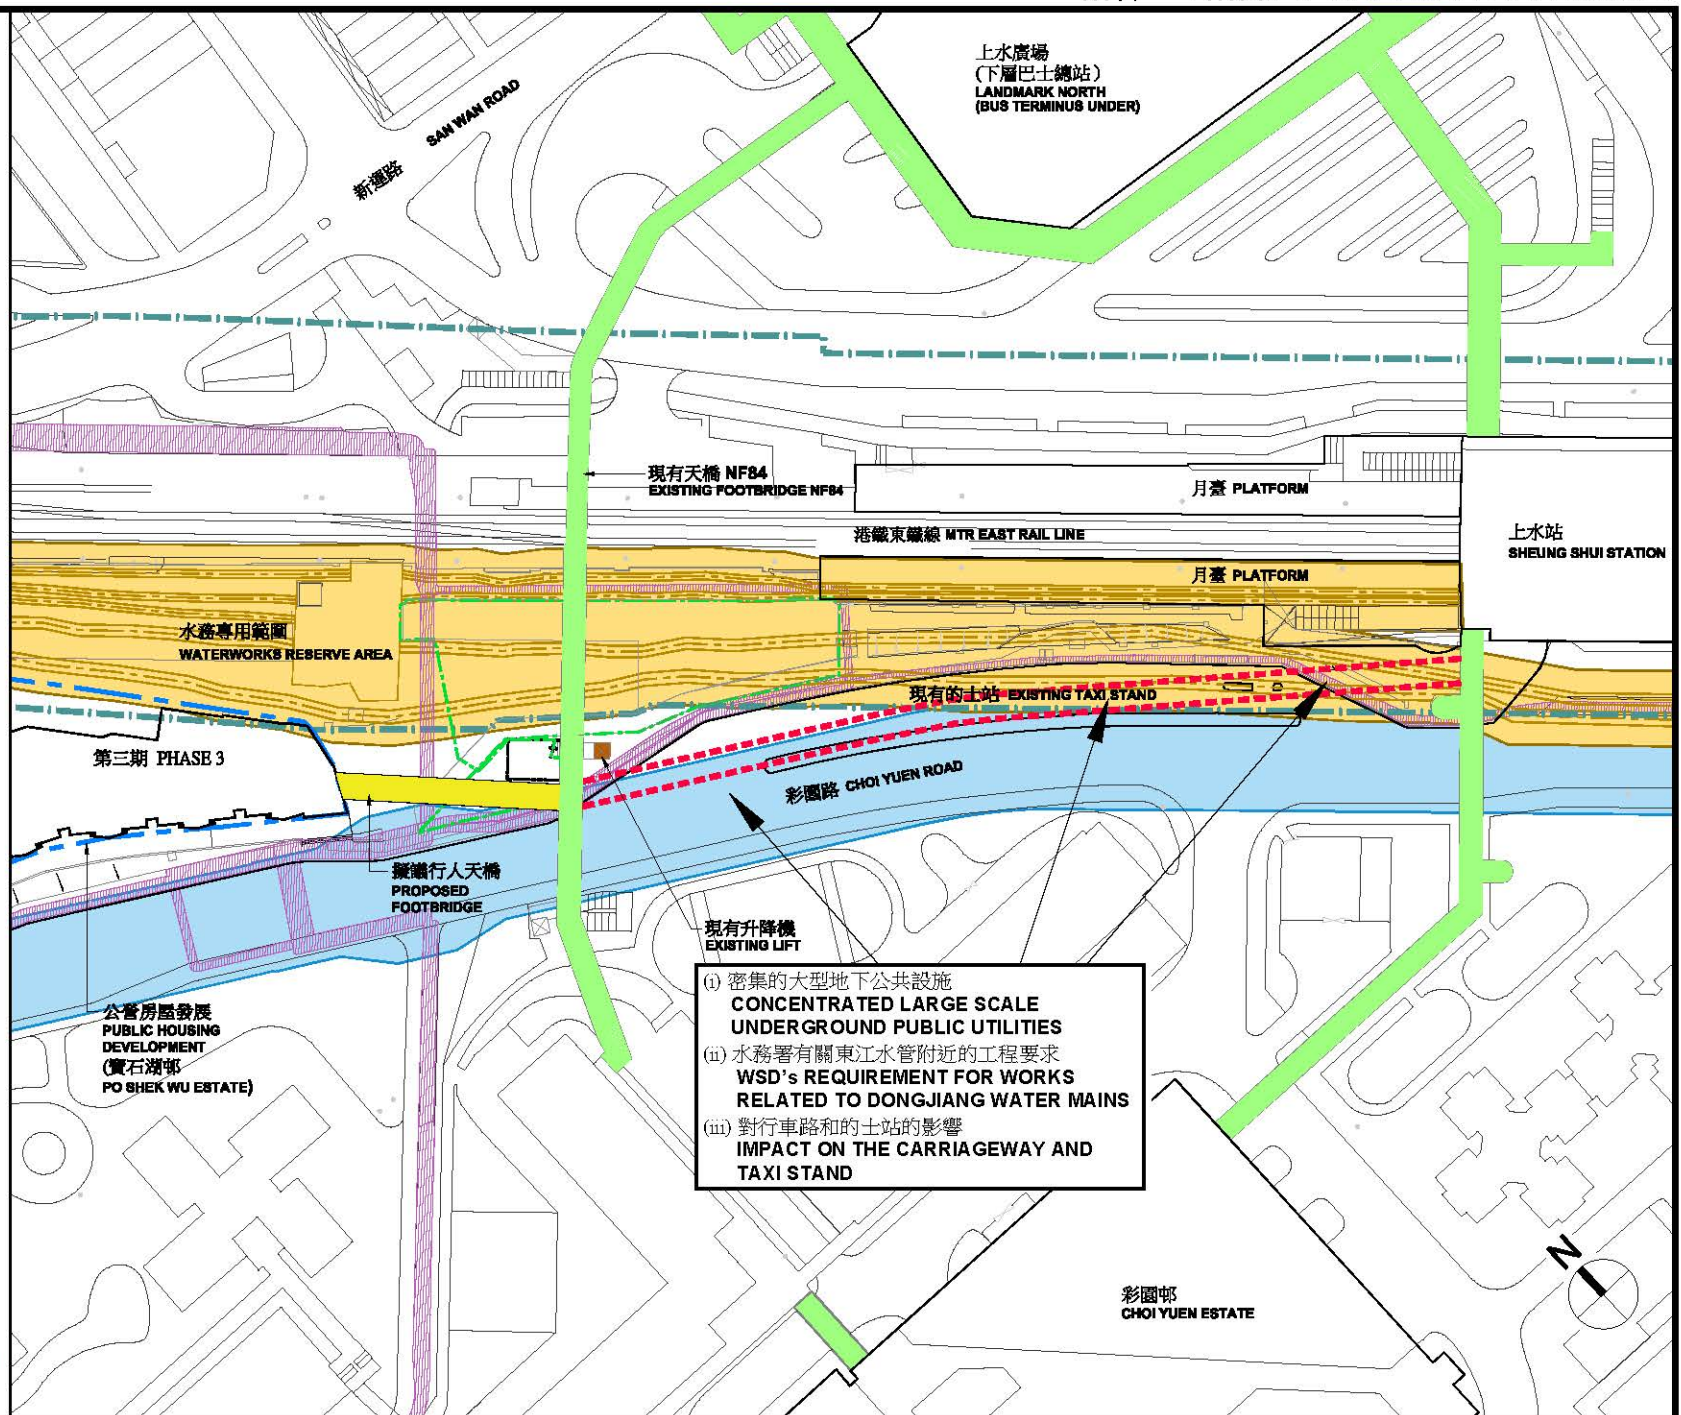 上水廣場
(下層巴士總站)
LANDMARK NORTH
(BUS TERMINUS UNDER)
SAN WAN ROAD
新運路
現有天橋 NF84
EXISTING FOOTBRIDGE NF84
月臺 PLATFORM
港鐵東鐵線 MTR EAST RAIL LINE
上水站
SHEUNG SHUI STATION
月臺 PLATFORM
水務專用範圍
WATERWORKS RESERVE AREA
現有的士站 EXISTING TAXI STAND
第三期 PHASE 3
彩園路 CHOI YUEN ROAD
擬議行人天橋
PROPOSED
FOOTBRIDGE
現有升降機
EXISTING LIFT
公營房屋發展
PUBLIC HOUSING
DEVELOPMENT
(寶石湖邨
PO SHEK WU ESTATE)
(i) 密集的大型地下公共設施
CONCENTRATED LARGE SCALE
UNDERGROUND PUBLIC UTILITIES
(ii) 水務署有關東江水管附近的工程要求
WSD's REQUIREMENT FOR WORKS
RELATED TO DONGJIANG WATER MAINS
(iii) 對行車路和的士站的影響
IMPACT ON THE CARRIAGEWAY AND
TAXI STAND
N
彩園邨
CHOI YUEN ESTATE